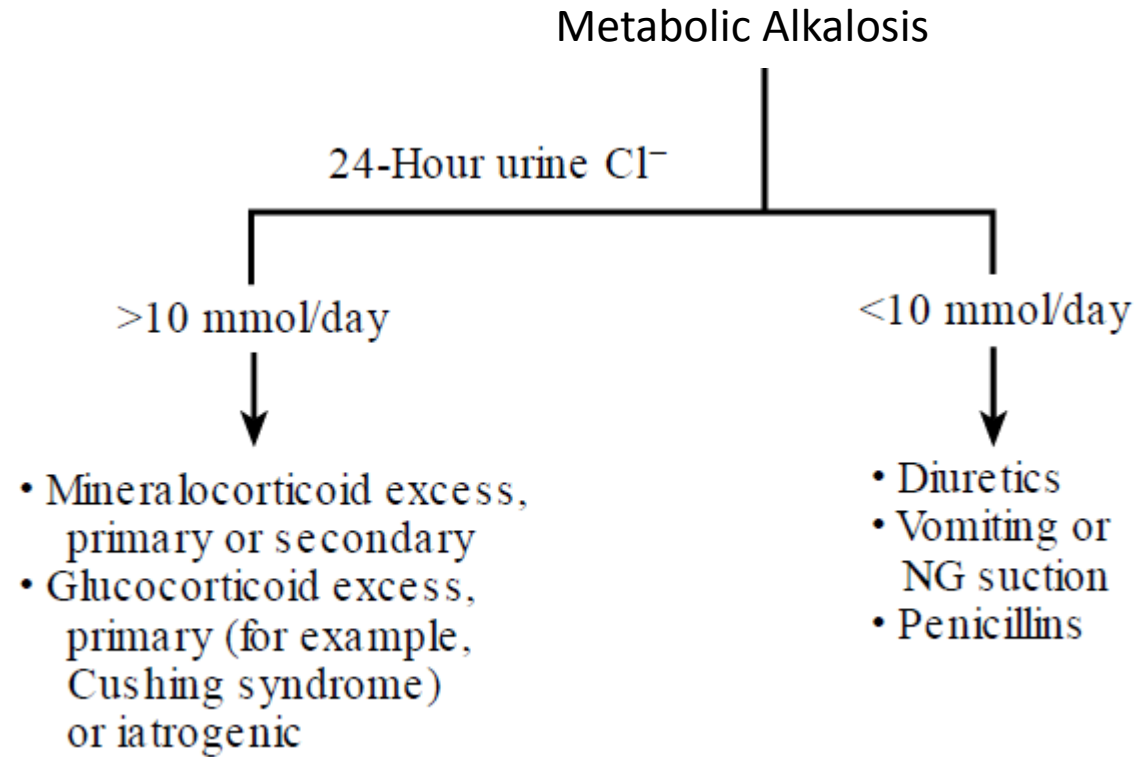 Metabolic Alkalosis
24-Hour urine Cl⁻
>10 mmol/day
<10 mmol/day
• Mineralocorticoid excess,
primary or secondary
• Glucocorticoid excess,
primary (for example,
Cushing syndrome)
or iatrogenic
• Diuretics
• Vomiting or
NG suction
• Penicillins